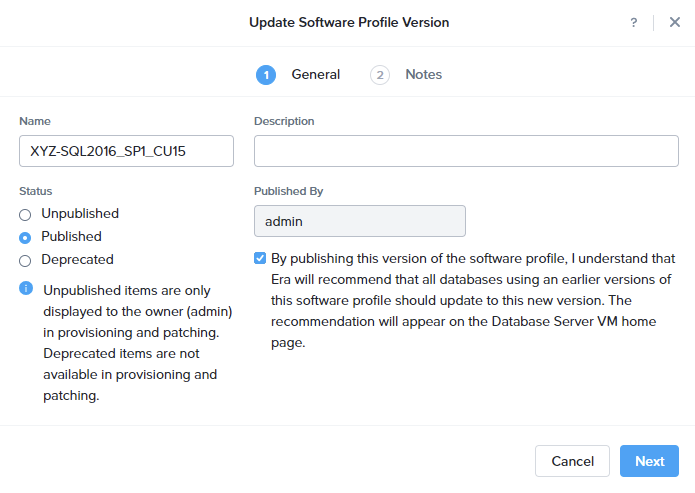 Update Software Profile Version
?
1 General 2 Notes
Name
XYZ-SQL2016_SP1_CU15
Description
Status
Unpublished
Published
Deprecated
Unpublished items are only
displayed to the owner (admin)
in provisioning and patching.
Deprecated items are not
available in provisioning and
patching.
Published By
admin
By publishing this version of the software profile, I understand that
Era will recommend that all databases using an earlier versions of
this software profile should update to this new version. The
recommendation will appear on the Database Server VM home
page.
Cancel Next